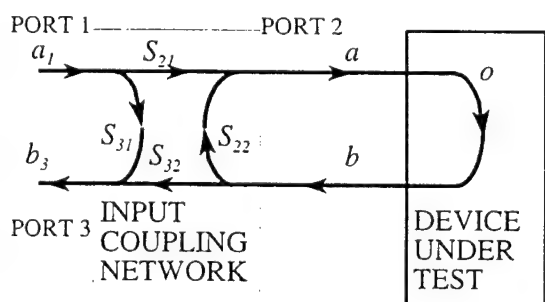 PORT 1 PORT 2
a1 S21 a o
S31 S22
b3 S32 b
PORT 3
INPUT
COUPLING
NETWORK
DEVICE
UNDER
TEST